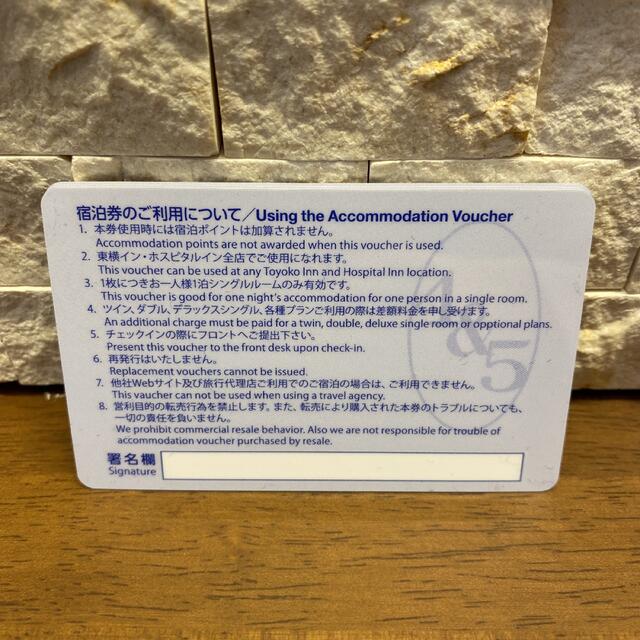 宿泊券のご利用について／Using the Accommodation Voucher
1. 本券使用時には宿泊ポイントは加算されません。
Accommodation points are not awarded when this voucher is used.
2. 東横イン・ホスピタルイン全店でご使用になれます。
This voucher can be used at any Toyoko Inn and Hospital Inn location.
3. 1枚につきお一人様1泊シングルルームのみ有効です。
This voucher is good for one night's accommodation for one person in a single room.
4. ツイン、ダブル、デラックスシングル、各種プランご利用の際は差額料金を申し受けます。
An additional charge must be paid for a twin, double, deluxe single room or opptional plans.
5. チェックインの際にフロントへご提出下さい。
Present this voucher to the front desk upon check-in.
6. 再発行はいたしません。
Replacement vouchers cannot be issued.
7. 他社Webサイト及び旅行代理店ご利用でのご宿泊の場合は、ご利用できません。
This vaucher can not be used when using a travel agency.
8. 営利目的の転売行為を禁止します。また、転売により購入された本券のトラブルについても、
一切の責任を負いません。
We prohibit commercial resale behavior. Also we are not responsible for trouble of
accommodation voucher purchased by resale.
署名欄
Signature
&5